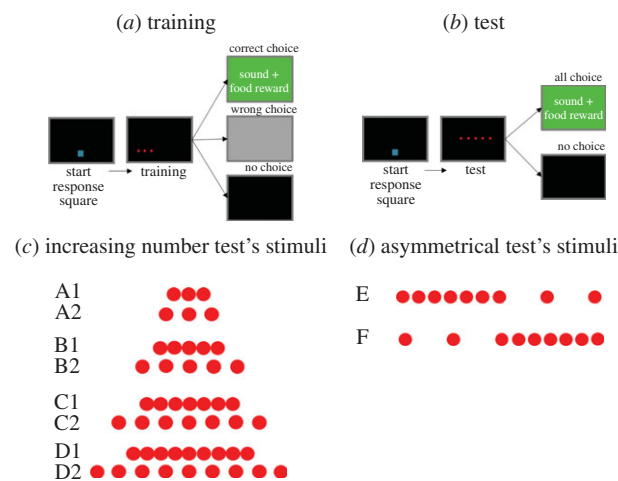 (a) training
correct choice
sound +
food reward
wrong choice
no choice
start
response
square
training
(b) test
all choice
sound +
food reward
no choice
start
response
square
test
(c) increasing number test's stimuli
A1
A2
B1
B2
C1
C2
D1
D2
(d) asymmetrical test's stimuli
E
F